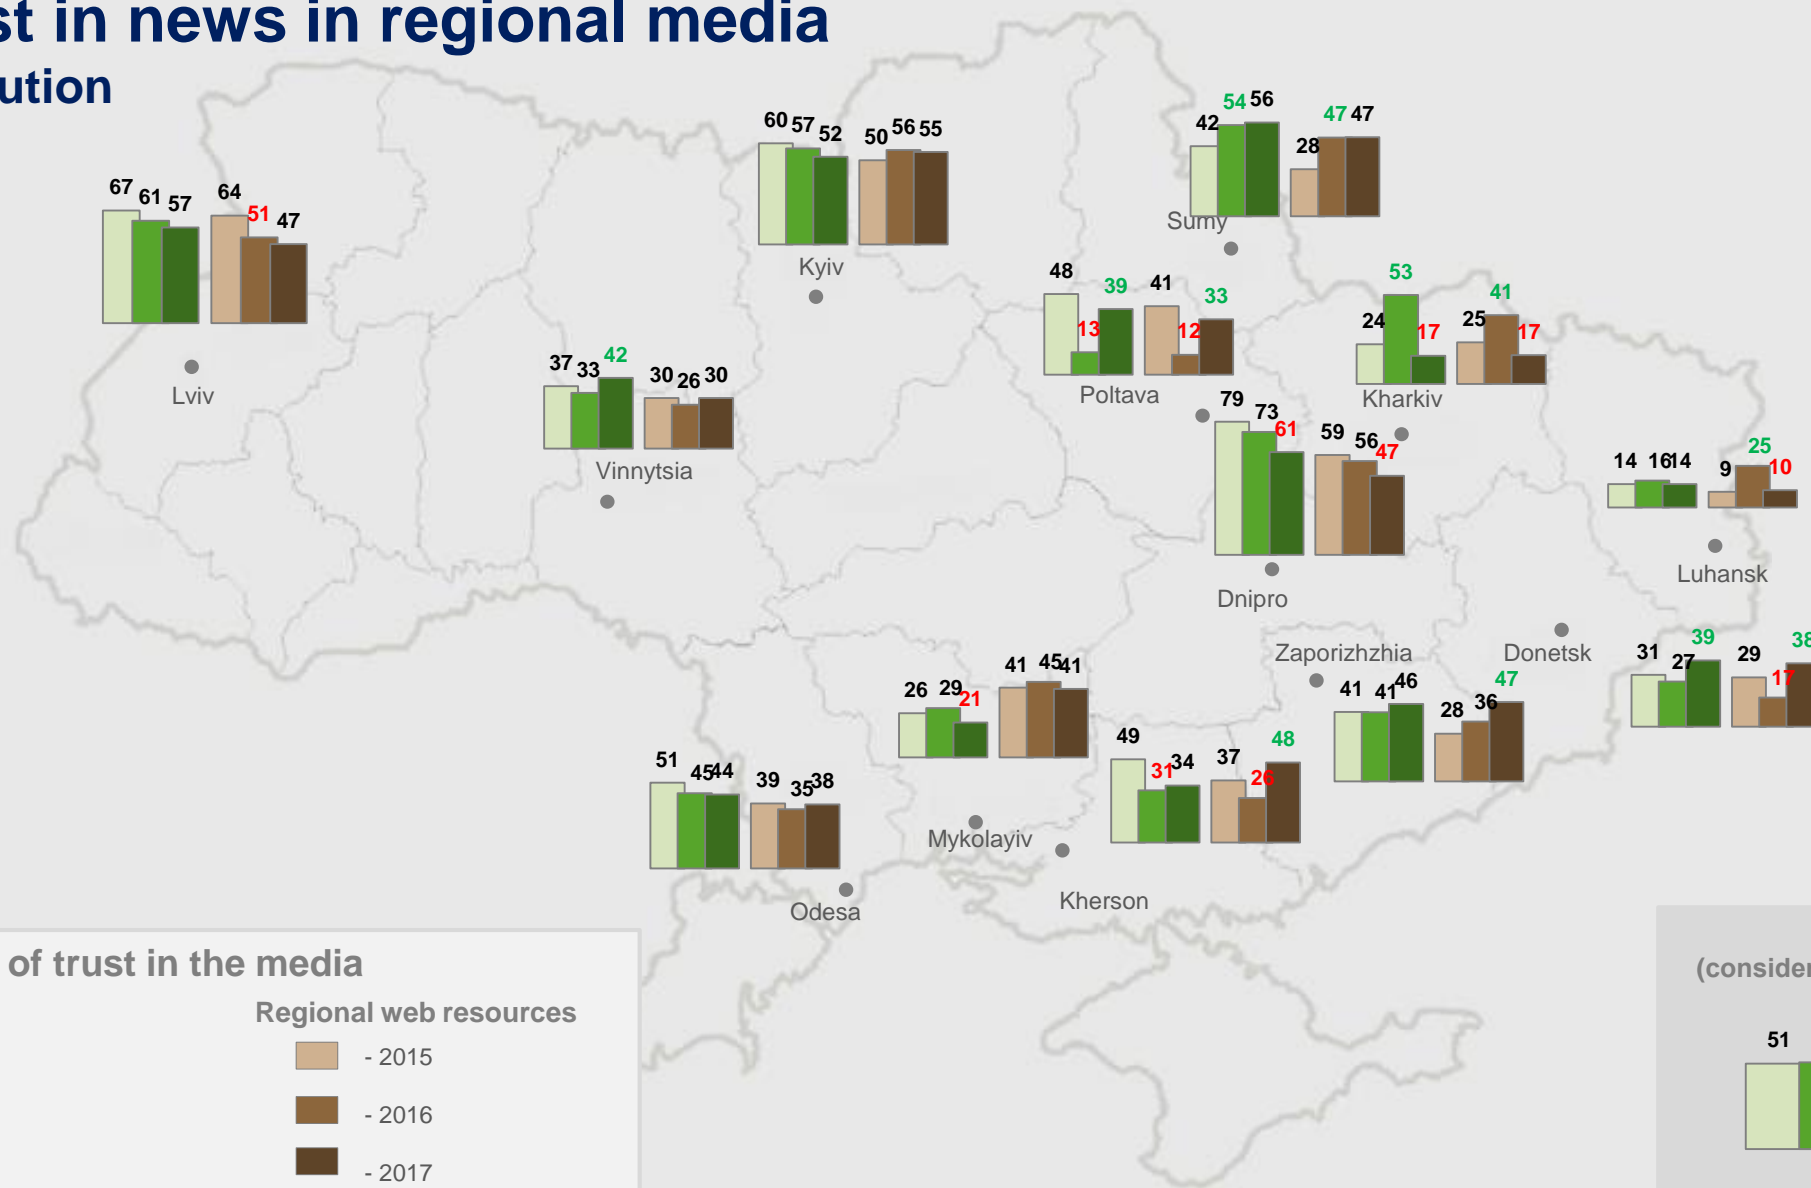 st in news in regional media
ution
67 61 57 64 51 47
Lviv
60 57 52 50 56 55
Kyiv
42 54 56 28 47 47
Sumy
37 33 42 30 26 30
Vinnytsia
48 13 39 41 12 33
Poltava
24 53 17 25 41 17
Kharkiv
79 73 61 59 56 47
Dnipro
14 16 14 9 25 10
Luhansk
Zaporizhzhia
41 41 46 28 36 47
Donetsk
31 27 39 29 17 38
26 29 21 41 45 41
Mykolayiv
49 31 34 37 26 48
Kherson
51 45 44 39 35 38
Odesa
of trust in the media
Regional web resources
- 2015
- 2016
- 2017
(consider
51